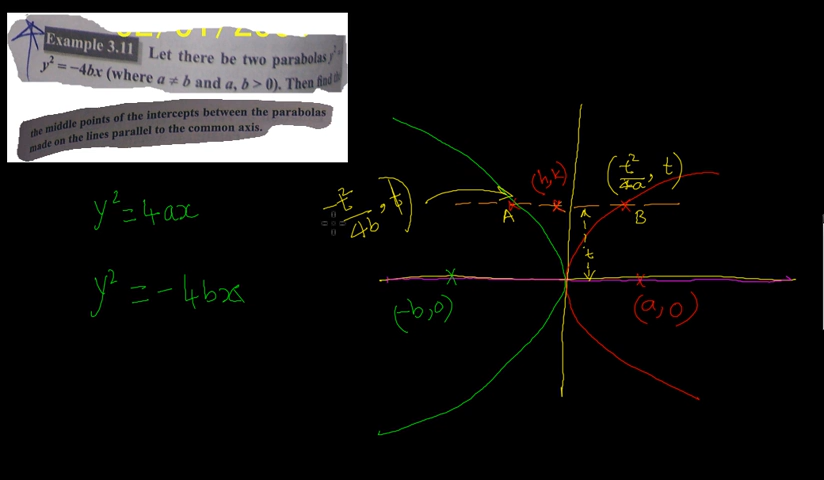 Example 3.11 Let there be two parabolas y²
y² = −4bx (where a ≠ b and a, b > 0). Then find the
the middle points of the intercepts between the parabolas
made on the lines parallel to the common axis.
y² = 4ax
y² = −4bx
−t²/4b, t)
(h,k)
(t²/4a, t)
A
B
t
(−b,0)
(a,0)